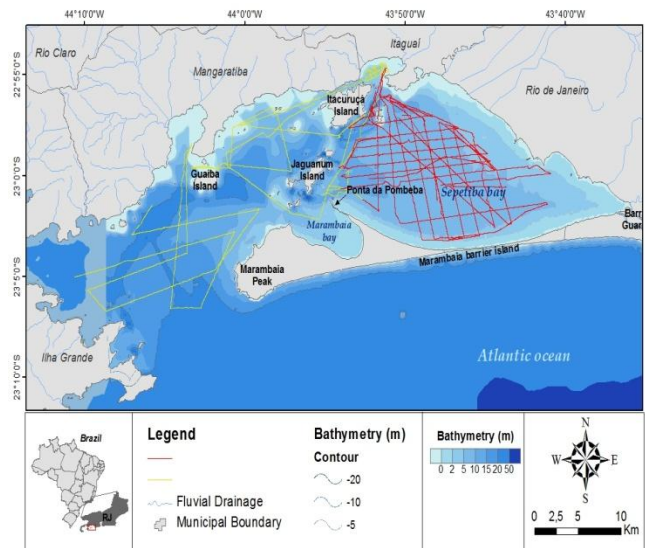 44°10'0"W
44°0'0"W
43°50'0"W
43°40'0"W
22°55'0"S
23°0'0"S
23°5'0"S
23°10'0"S
Rio Claro
Mangaratiba
Itaguaí
Rio de Janeiro
Itacuruçá
Island
Guaíba
Island
Jaguanum
Island
Ponta da Pombeba
Sepetiba bay
Marambaia
bay
Barr
Guar
Marambaia barrier island
Marambaia
Peak
Ilha Grande
Atlantic ocean
Brazil
RJ
Legend
Fluvial Drainage
Municipal Boundary
Bathymetry (m)
Contour
-20
-10
-5
Bathymetry (m)
0 2 5 10 15 20 50
N
W E
S
0 2,5 5 10
Km